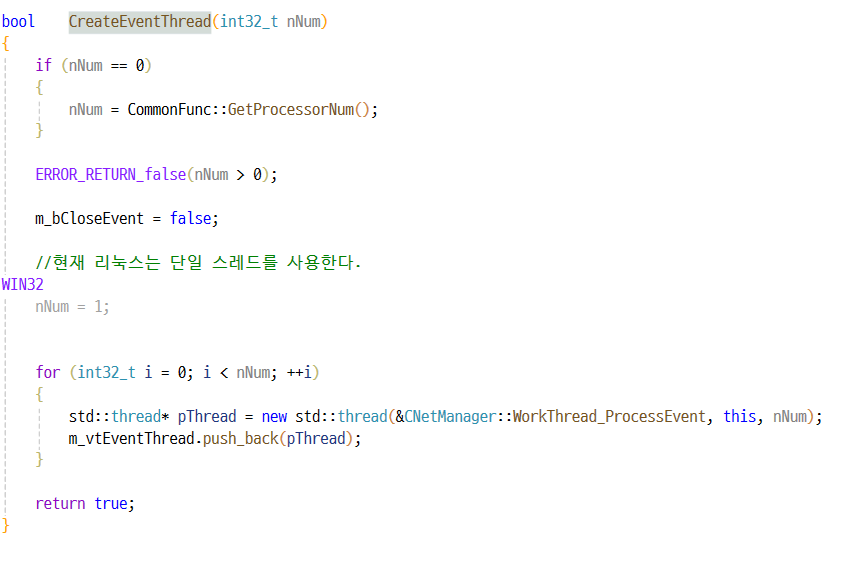 bool    CreateEventThread(int32_t nNum)
{
    if (nNum == 0)
    {
        nNum = CommonFunc::GetProcessorNum();
    }

    ERROR_RETURN_false(nNum > 0);

    m_bCloseEvent = false;

    //현재 리눅스는 단일 스레드를 사용한다.
WIN32
    nNum = 1;


    for (int32_t i = 0; i < nNum; ++i)
    {
        std::thread* pThread = new std::thread(&CNetManager::WorkThread_ProcessEvent, this, nNum);
        m_vtEventThread.push_back(pThread);
    }

    return true;
}